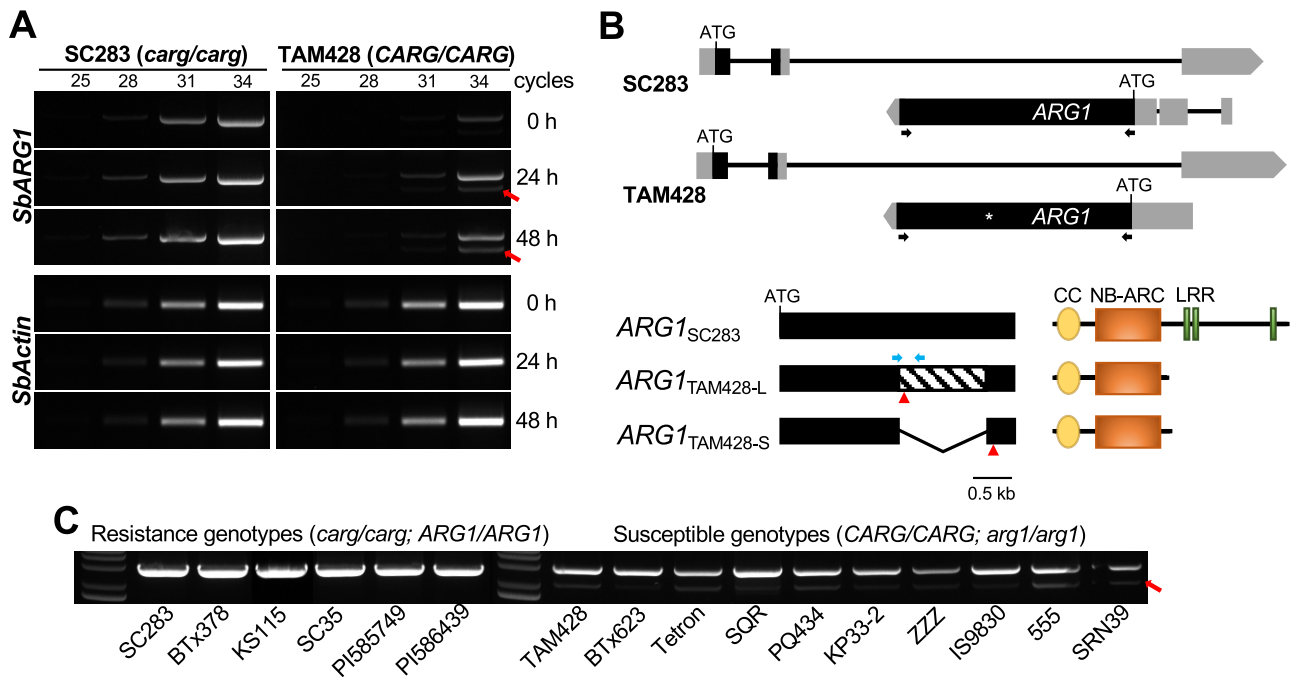 A
SC283 (carg/carg) TAM428 (CARG/CARG)
25 28 31 34 25 28 31 34 cycles
SbARG1
0 h
24 h
48 h
SbActin
0 h
24 h
48 h
B
ATG
SC283
ATG
ARG1
ATG
TAM428
ATG
* ARG1
ATG
CC NB-ARC LRR
ARG1SC283
ARG1TAM428-L
ARG1TAM428-S
0.5 kb
C
Resistance genotypes (carg/carg; ARG1/ARG1) Susceptible genotypes (CARG/CARG; arg1/arg1)
SC283 BTx378 KS115 SC35 PI585749 PI586439 TAM428 BTx623 Tetron SQR PQ434 KP33-2 ZZZ IS9830 555 SRN39